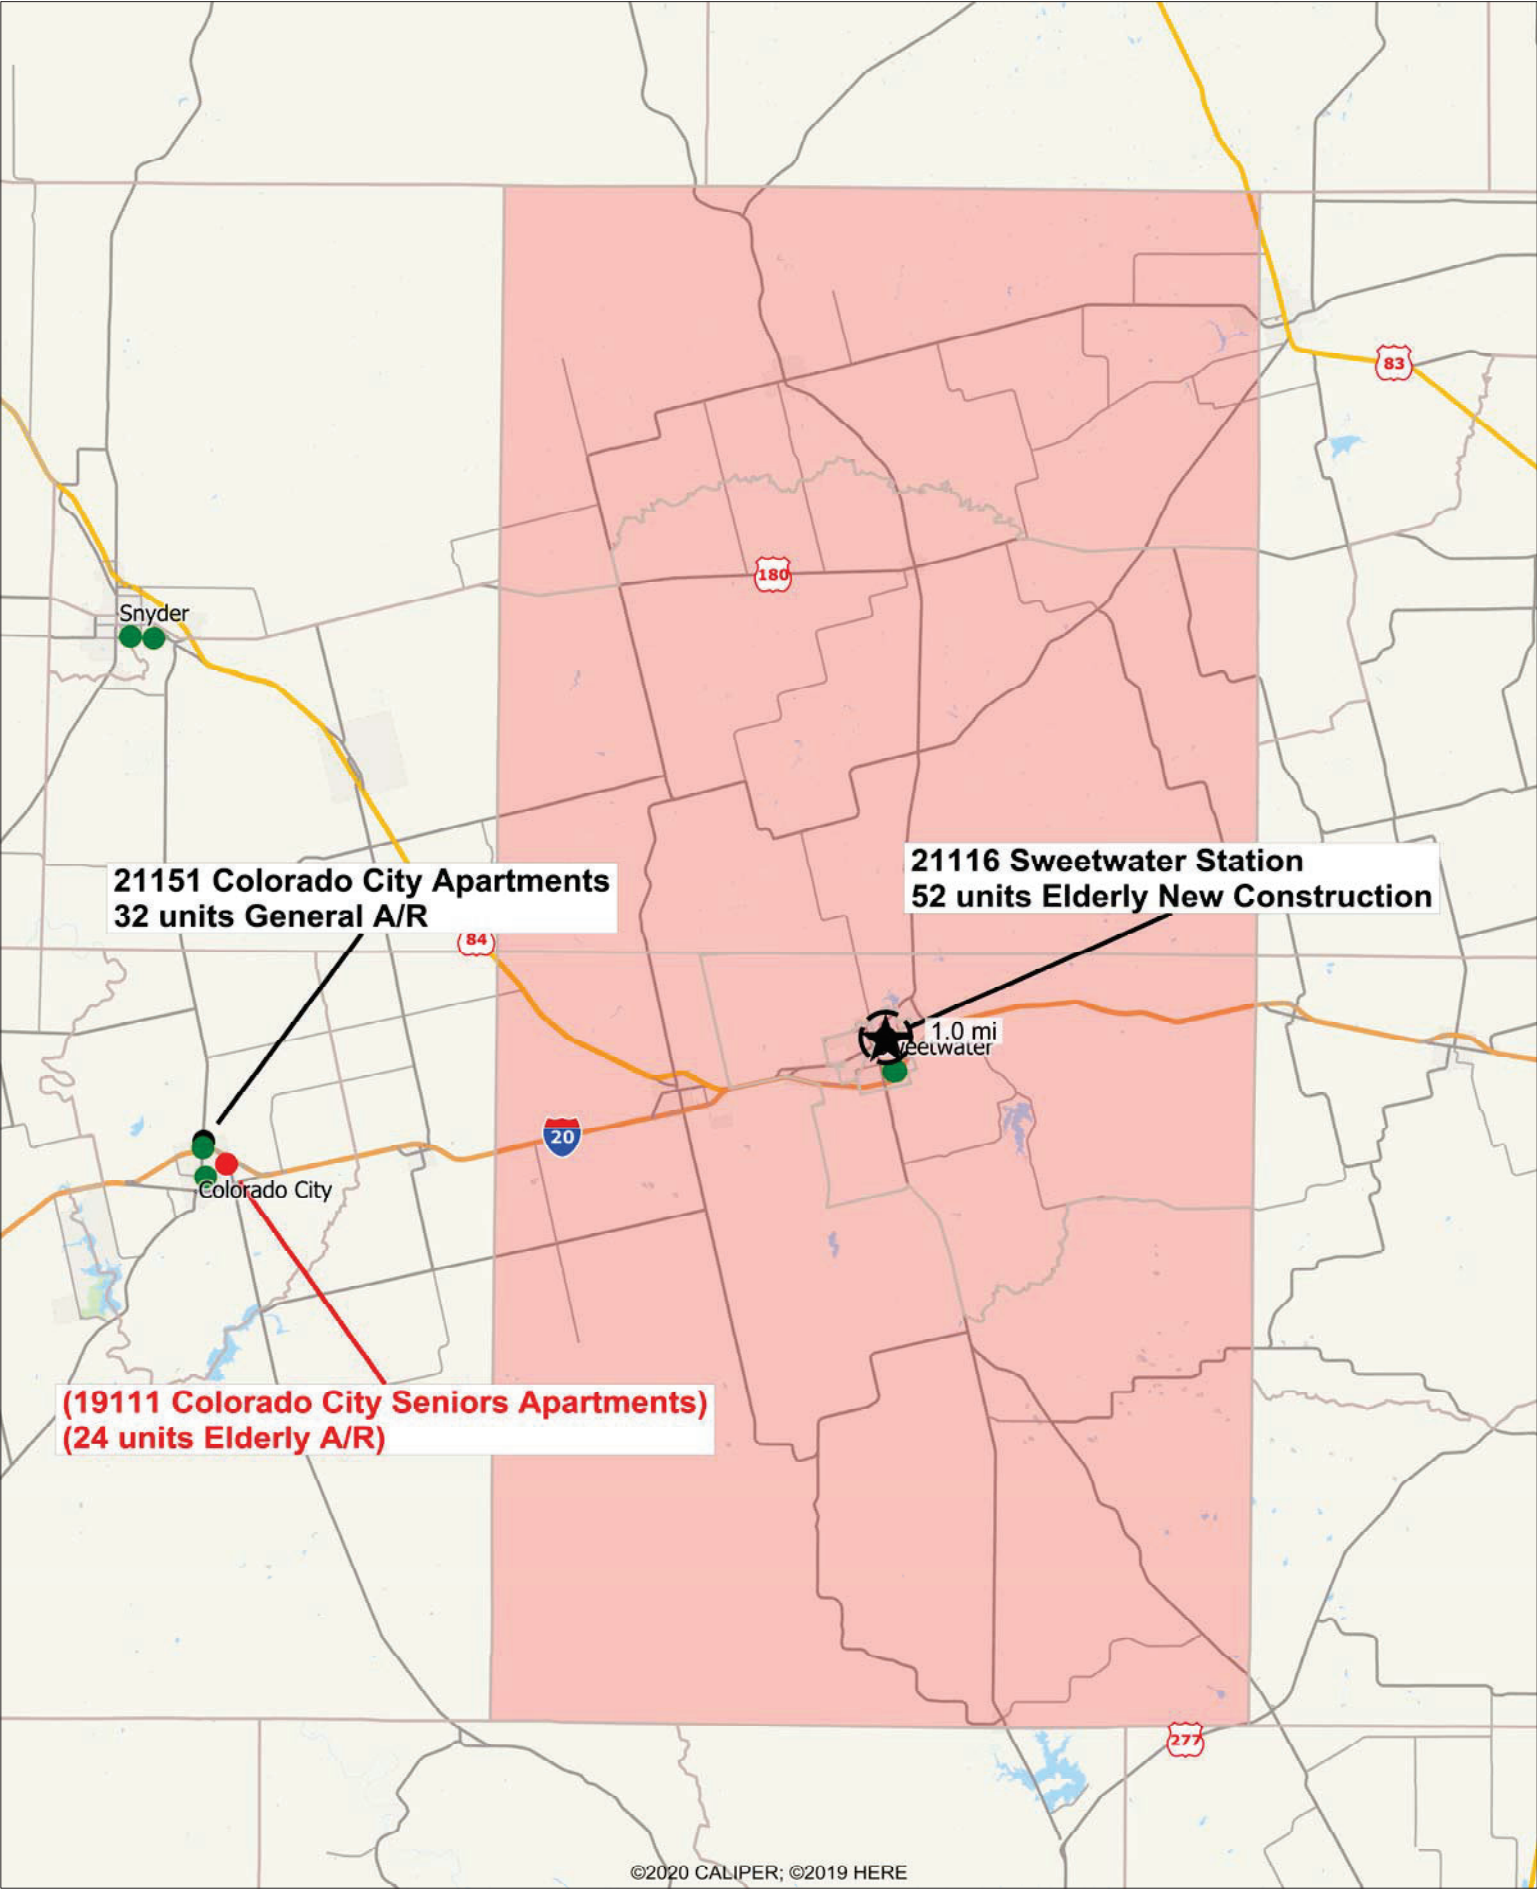 83
180
Snyder
21151 Colorado City Apartments
32 units General A/R
21116 Sweetwater Station
52 units Elderly New Construction
84
1.0 mi
weetwater
20
Colorado City
(19111 Colorado City Seniors Apartments)
(24 units Elderly A/R)
277
©2020 CALIPER; ©2019 HERE